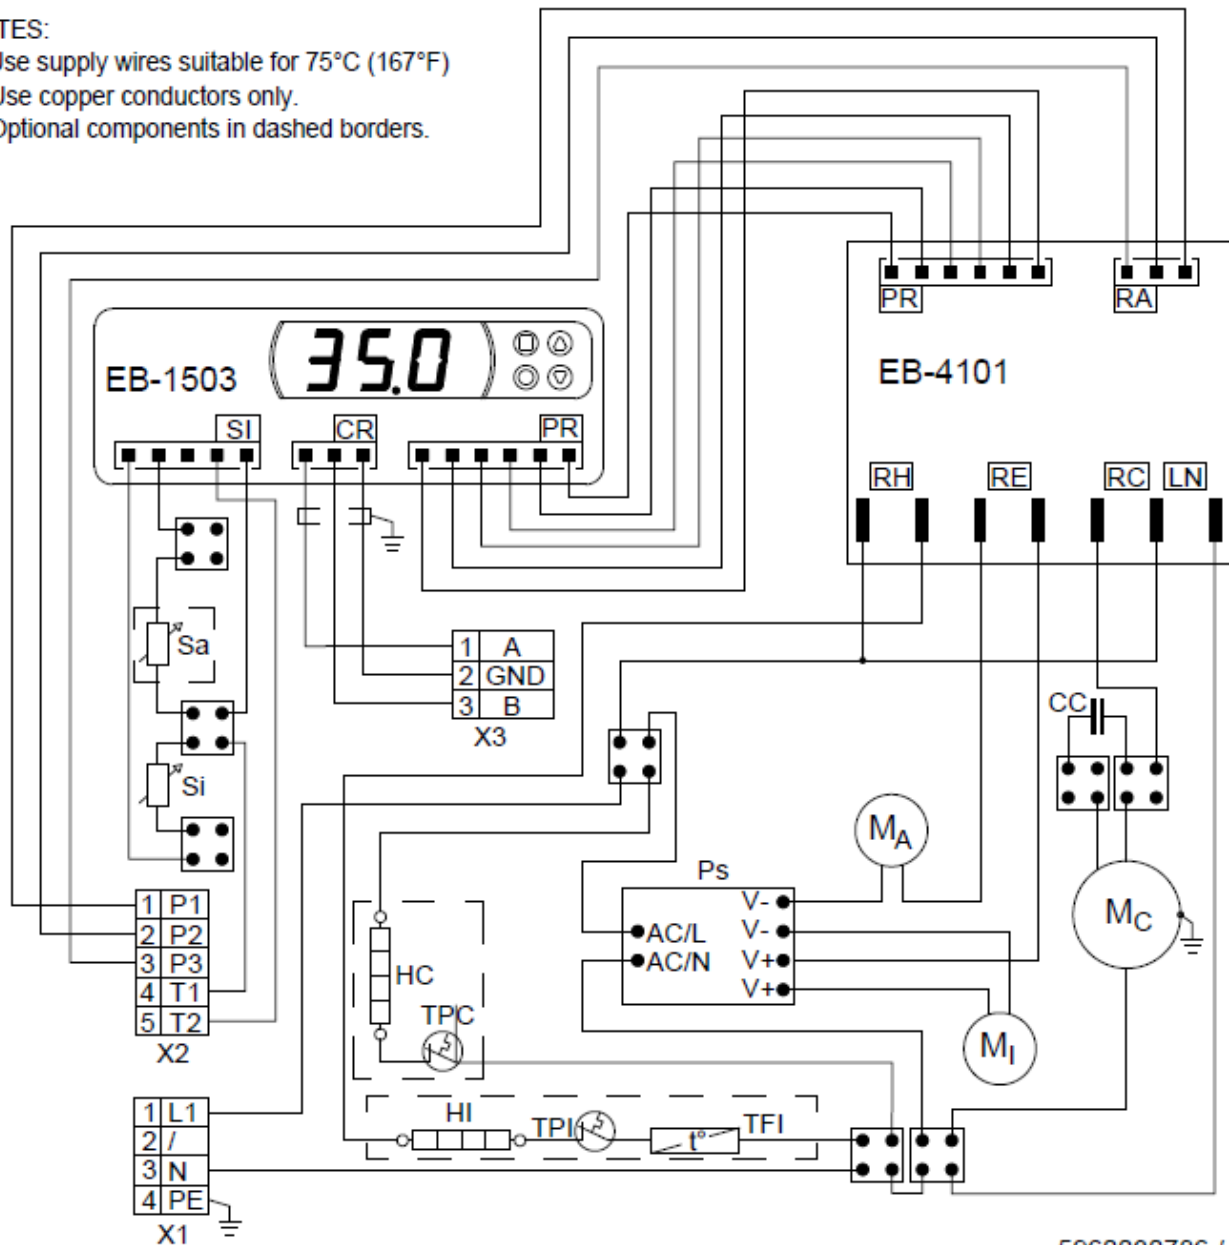 TES:
Use supply wires suitable for 75°C (167°F)
Use copper conductors only.
Optional components in dashed borders.
PR
RA
EB-4101
EB-1503
35.0
SI
CR
PR
RH
RE
RC
LN
Sa
1 A
2 GND
3 B
X3
CC
Si
MA
Ps
V-
AC/L
V-
AC/N
V+
V+
MC
1 P1
2 P2
3 P3
4 T1
5 T2
X2
HC
TPC
MI
1 L1
2 /
3 N
4 PE
X1
HI
TPI
t°
TFI